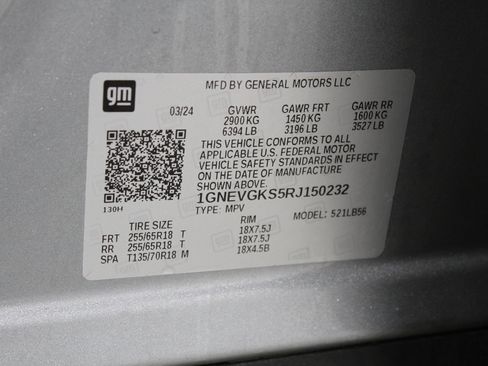 gm
MFD BY GENERAL MOTORS LLC
03/24 GVWR GAWR FRT GAWR RR
2900 KG 1450 KG 1600 KG
6394 LB 3196 LB 3527 LB
THIS VEHICLE CONFORMS TO ALL
APPLICABLE U.S. FEDERAL MOTOR
VEHICLE SAFETY STANDARDS IN EFFECT
ON THE DATE OF MANUFACTURE
SHOWN ABOVE.
1GNEVGKS5RJ150232
130H TYPE: MPV MODEL: 521LB56
TIRE SIZE RIM
FRT 255/65R18 T 18X7.5J
RR 255/65R18 T 18X7.5J
SPA T135/70R18 M 18X4.5B